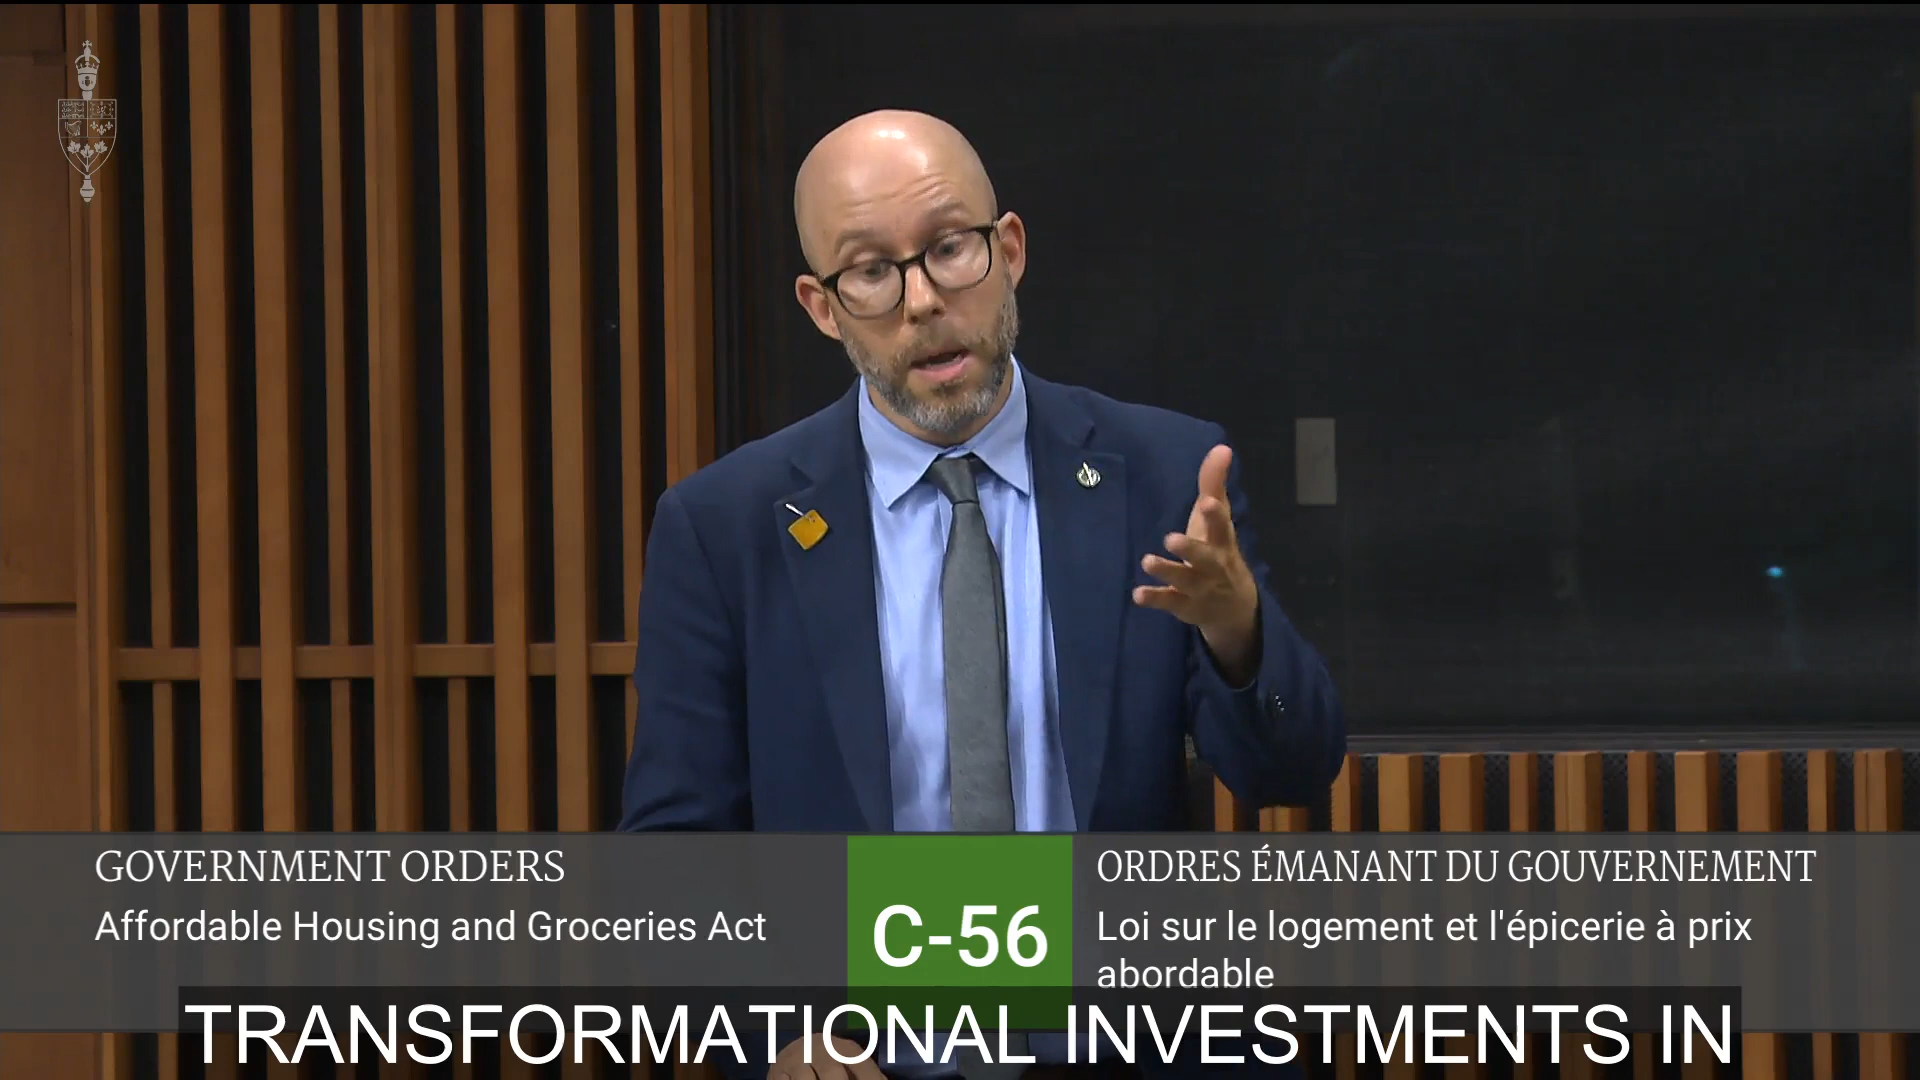 GOVERNMENT ORDERS
Affordable Housing and Groceries Act
C-56
ORDRES ÉMANANT DU GOUVERNEMENT
Loi sur le logement et l'épicerie à prix
abordable
TRANSFORMATIONAL INVESTMENTS IN